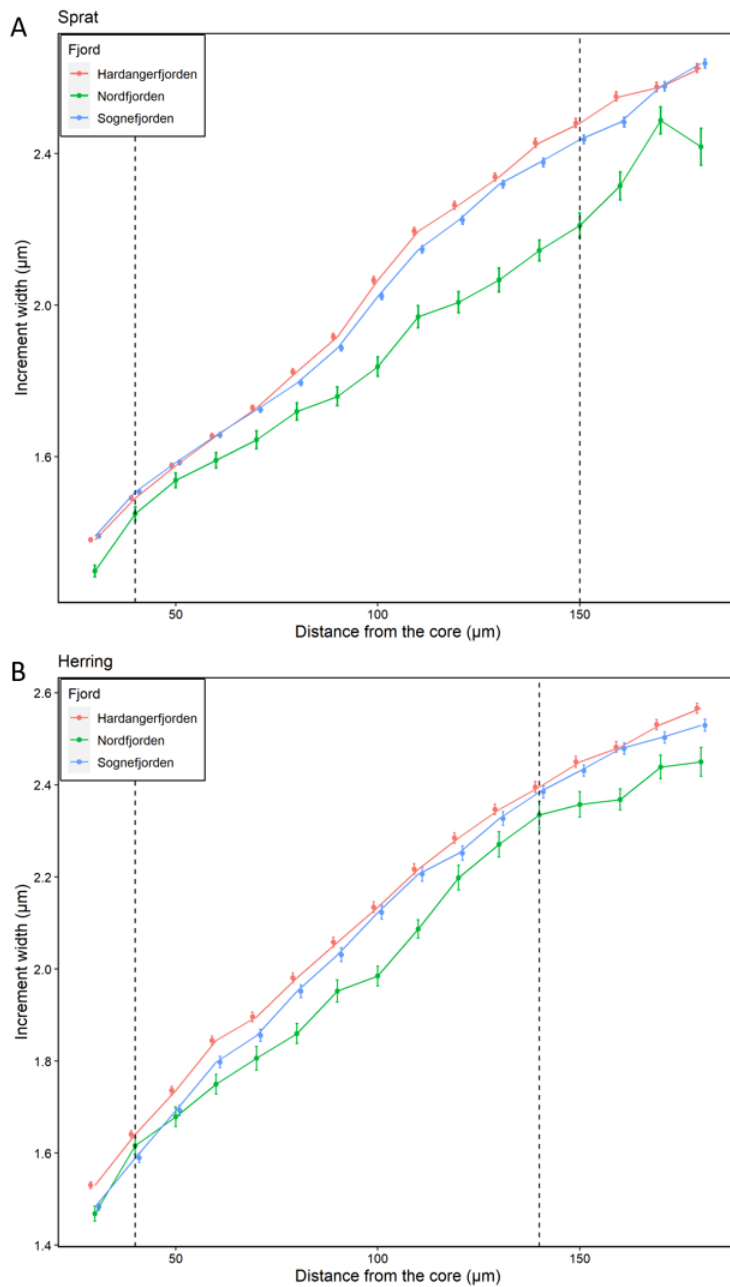 A
Sprat
Fjord
Hardangerfjorden
Nordfjorden
Sognefjorden
Increment width (µm)
2.4
2.0
1.6
50 100 150
Distance from the core (µm)
B
Herring
Fjord
Hardangerfjorden
Nordfjorden
Sognefjorden
Increment width (µm)
2.6
2.4
2.2
2.0
1.8
1.6
1.4
50 100 150
Distance from the core (µm)